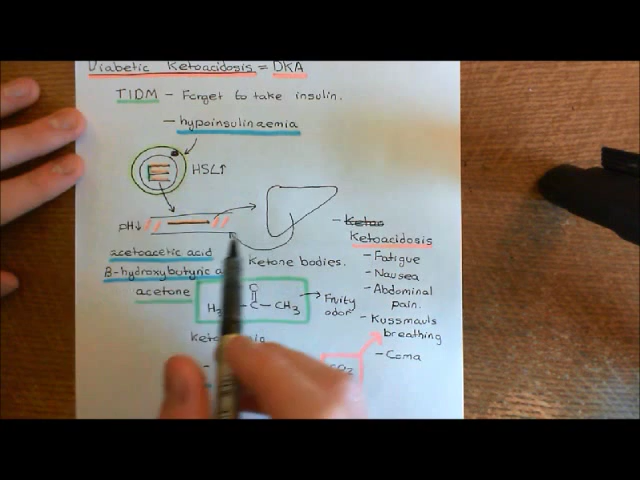 Diabetic Ketoacidosis = DKA
T1DM - Forget to take insulin.
- hypoinsulinaemia
HSL↑
pH↓
acetoacetic acid
B-hydroxybutyric
acetone
Ketone bodies.
C
C - CH3
Fruity
odor
- Ketos
Ketoacidosis
- Fatigue
- Nausea
- Abdominal
pain.
- Kussmauls
breathing
- Coma